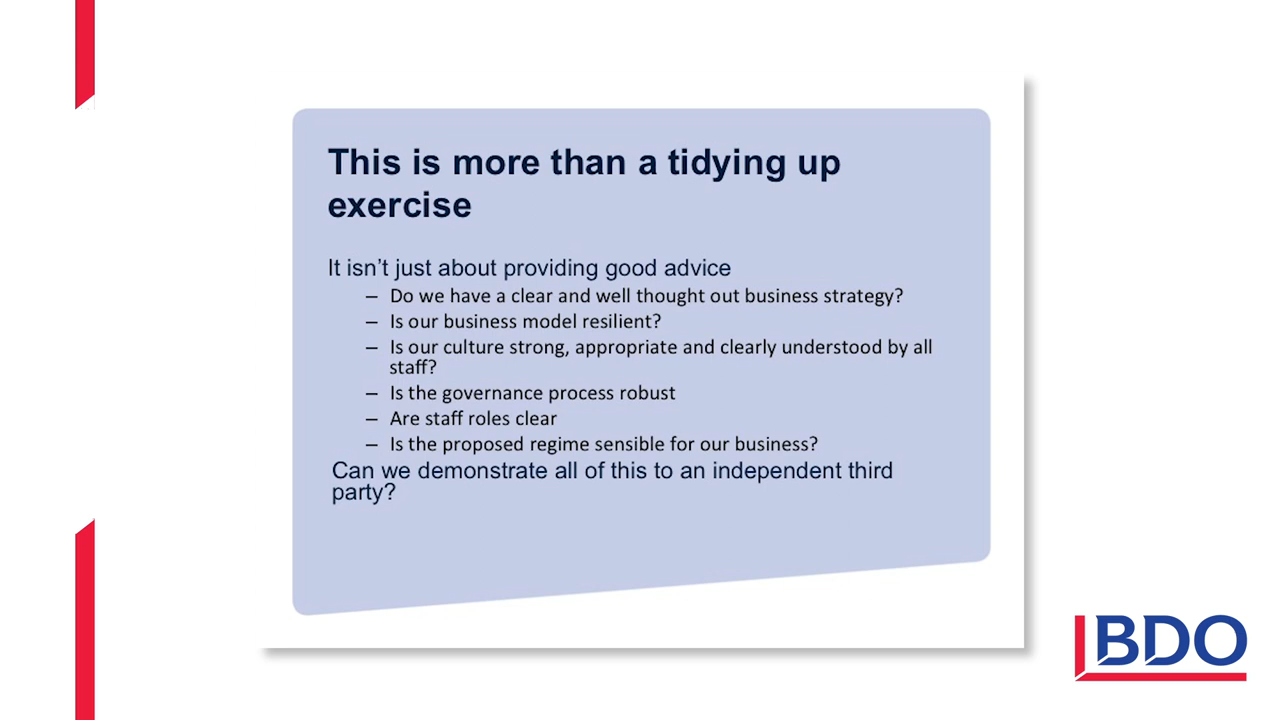 This is more than a tidying up
exercise
It isn't just about providing good advice
– Do we have a clear and well thought out business strategy?
– Is our business model resilient?
– Is our culture strong, appropriate and clearly understood by all
staff?
– Is the governance process robust
– Are staff roles clear
– Is the proposed regime sensible for our business?
Can we demonstrate all of this to an independent third
party?
BDO